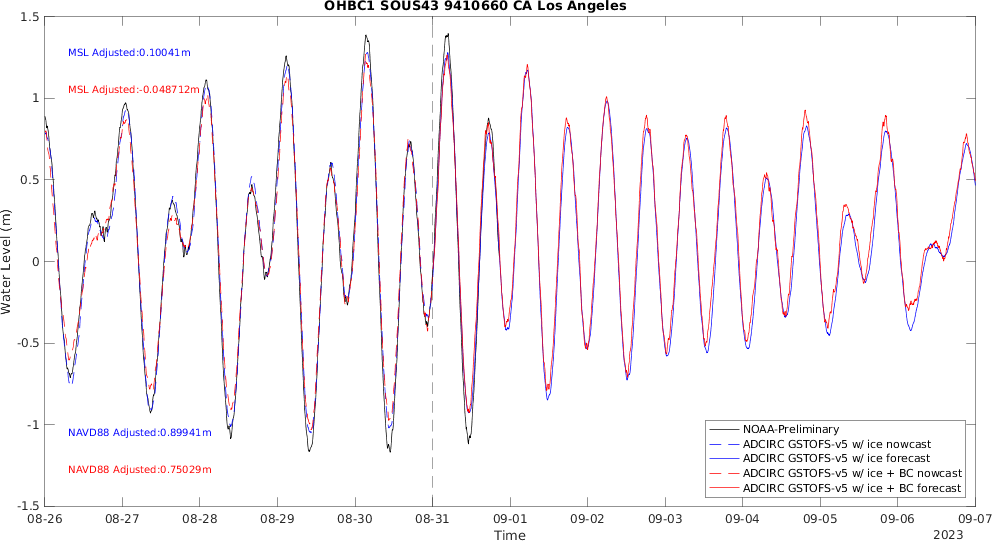 OHBC1 SOUS43 9410660 CA Los Angeles
1.5
1
0.5
0
-0.5
-1
-1.5
Water Level (m)
MSL Adjusted:0.10041m
MSL Adjusted:-0.048712m
NAVD88 Adjusted:0.89941m
NAVD88 Adjusted:0.75029m
NOAA-Preliminary
ADCIRC GSTOFS-v5 w/ ice nowcast
ADCIRC GSTOFS-v5 w/ ice forecast
ADCIRC GSTOFS-v5 w/ ice + BC nowcast
ADCIRC GSTOFS-v5 w/ ice + BC forecast
08-26 08-27 08-28 08-29 08-30 08-31 09-01 09-02 09-03 09-04 09-05 09-06 09-07
Time
2023